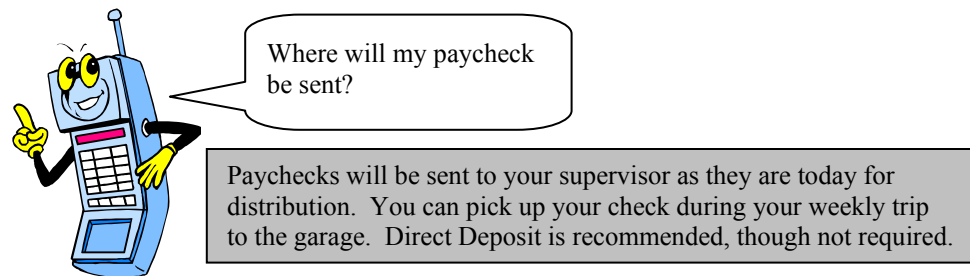 Where will my paycheck
be sent?
Paychecks will be sent to your supervisor as they are today for
distribution.  You can pick up your check during your weekly trip
to the garage.  Direct Deposit is recommended, though not required.